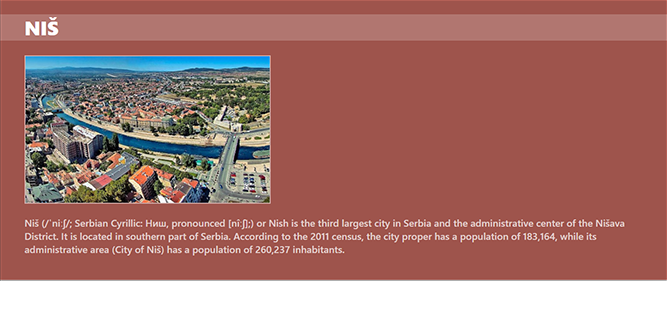 NIŠ
Niš (/ˈniːʃ/; Serbian Cyrillic: Ниш, pronounced [nîːʃ];) or Nish is the third largest city in Serbia and the administrative center of the Nišava
District. It is located in southern part of Serbia. According to the 2011 census, the city proper has a population of 183,164, while its
administrative area (City of Niš) has a population of 260,237 inhabitants.